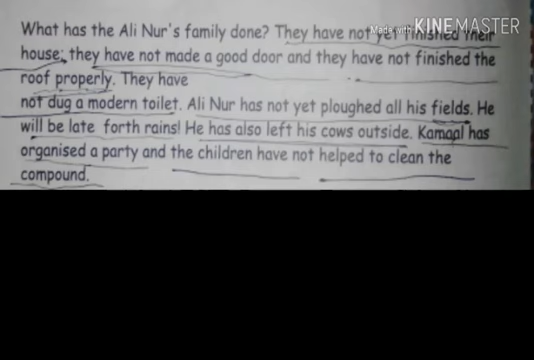 What has the Ali Nur's family done? They have not yet finished their
Made with KINEMASTER
house; they have not made a good door and they have not finished the
roof properly. They have
not dug a modern toilet. Ali Nur has not yet ploughed all his fields. He
will be late forth rains! He has also left his cows outside. Kamaal has
organised a party and the children have not helped to clean the
compound.